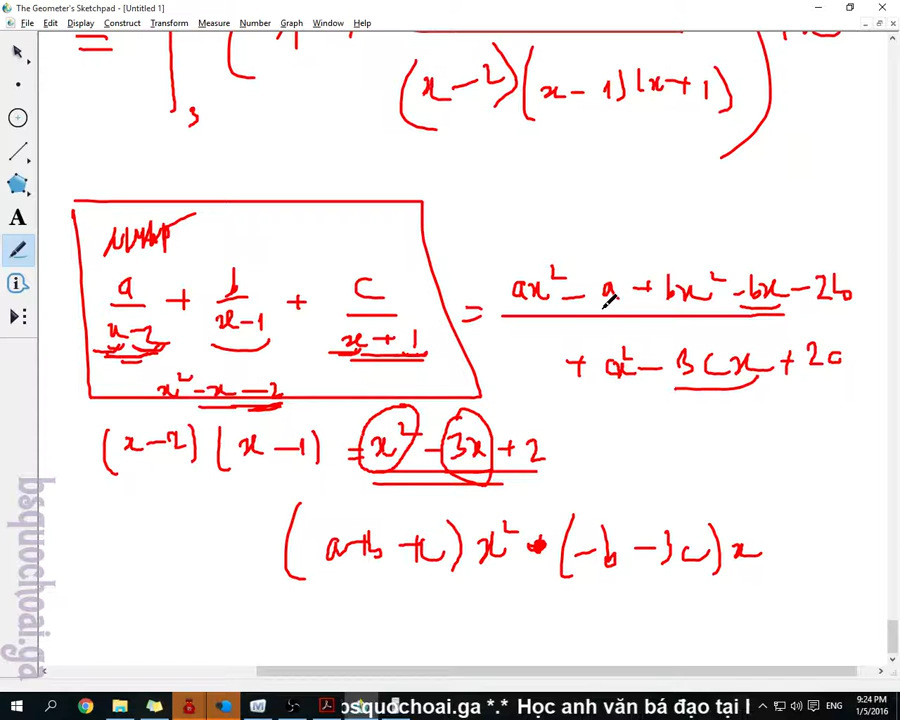 The Geometer's Sketchpad - [Untitled 1]
File Edit Display Construct Transform Measure Number Graph Window Help
=
3
(x-2)(x-1)(x+1)
a/(x-2) + b/(x-1) + c/(x+1) = ax² - a + bx² - bx - 2b
+ cx² - 3cx + 2c
x² - x - 2
(x-2)(x-1) = x² - 3x + 2
(a+b+c)x² + (-b-3c)x
bsquochoai.ga
A
bsquochoai.ga *.* Học anh văn bá đạo tại l
ENG
9:24 PM
1/5/2016